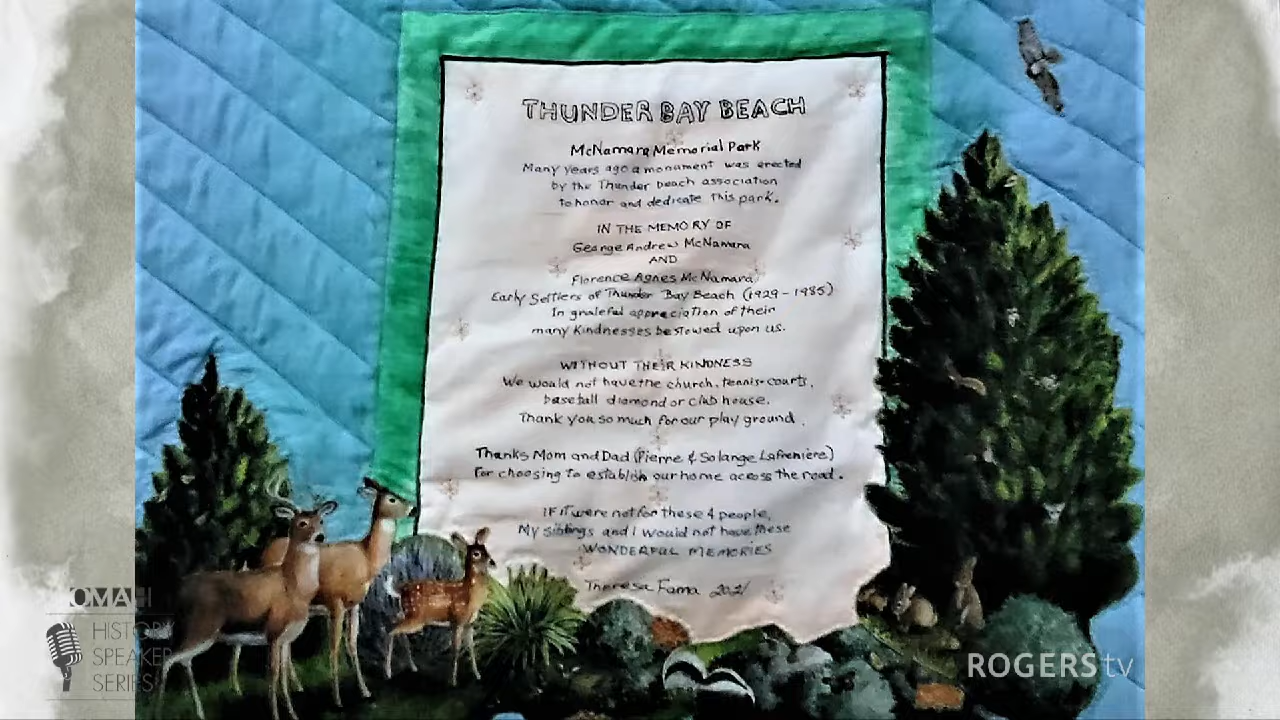 THUNDER BAY BEACH
McNamara Memorial Park
Many years ago a monument was erected
by the Thunder beach association
to honor and dedicate this park.
IN THE MEMORY OF
George Andrew McNamara
AND
Florence Agnes McNamara
Early Settlers of Thunder Bay Beach (1929 - 1985)
In grateful appreciation of their
many kindnesses bestowed upon us.
WITHOUT THEIR KINDNESS
We would not have the church, tennis-courts,
baseball diamond or club house.
Thank you so much for our play ground.
Thanks Mom and Dad (Pierre & Solange Lafreniere)
for choosing to establish our home across the road.
IF it were not for these 4 people,
My siblings and I would not have these
WONDERFUL MEMORIES
Theresa Fama 2021
OMAH
HISTORY
SPEAKER
SERIES
ROGERStv